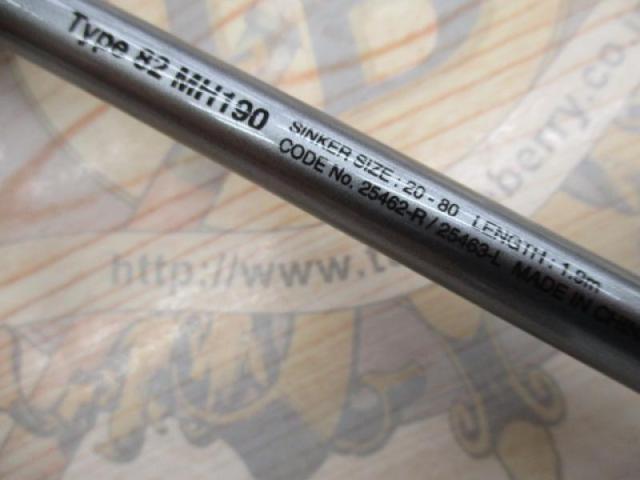 Type 82 MH190
SINKER SIZE : 20 - 80 LENGTH : 1.9m
CODE No. 25462-R / 25463-L MADE IN
http://www.
berry.co.